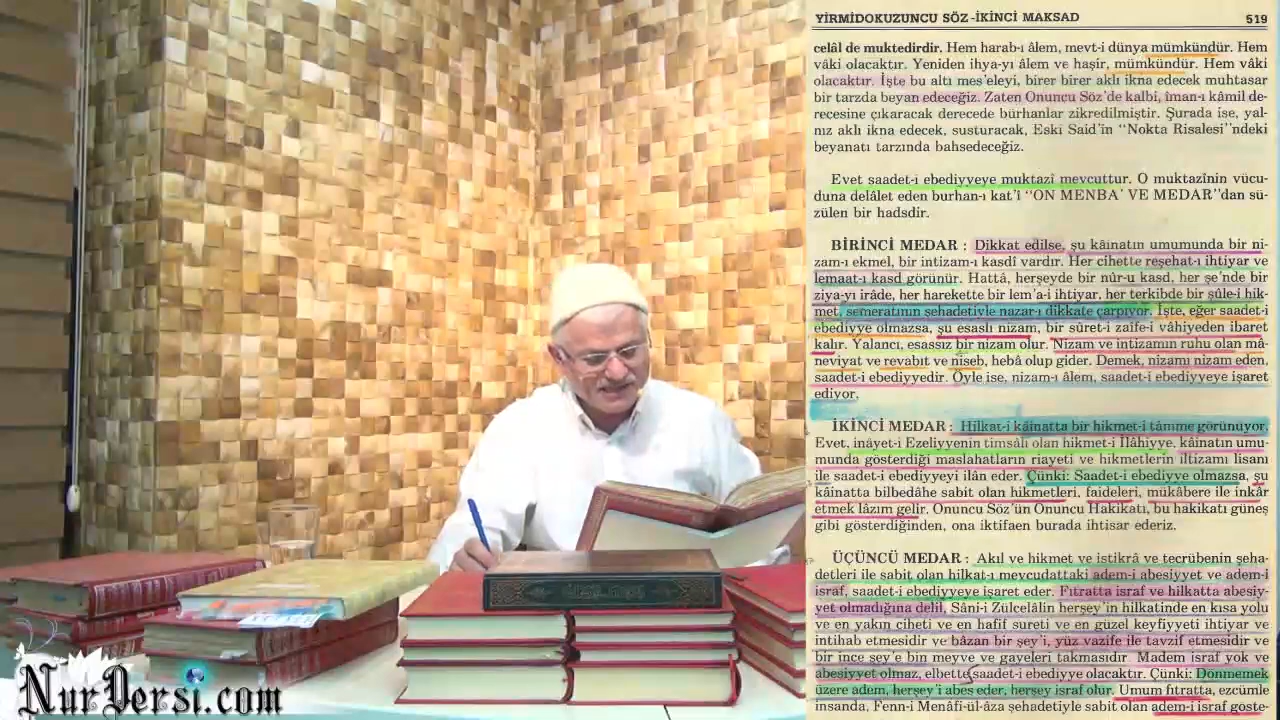 YİRMİDOKUZUNCU SÖZ -İKİNCİ MAKSAD 519
celâl de muktedirdir. Hem harab-ı âlem, mevt-i dünya mümkündür. Hem
vâki olacaktır. Yeniden ihya-yı âlem ve haşir, mümkündür. Hem vâki
olacaktır. İşte bu altı mes'eleyi, birer birer aklı ikna edecek muhtasar
bir tarzda beyan edeceğiz. Zaten Onuncu Söz'de kalbi, îman-ı kâmil de-
recesine çıkaracak derecede bürhanlar zikredilmiştir. Şurada ise, yal-
nız aklı ikna edecek, susturacak, Eski Said'in "Nokta Risalesi"ndeki
beyanatı tarzında bahsedeceğiz.
Evet saadet-i ebediyyeye muktazî mevcuttur. O muktazînin vücu-
duna delâlet eden burhan-ı kat'î "ON MENBA' VE MEDAR"dan sü-
zülen bir hadsdir.
BİRİNCİ MEDAR : Dikkat edilse, şu kâinatın umumunda bir ni-
zam-ı ekmel, bir intizam-ı kasdî vardır. Her cihette reşehat-ı ihtiyar ve
lemaat-ı kasd görünür. Hattâ, herşeyde bir nûr-u kasd, her şe'nde bir
ziya-yı irâde, her harekette bir lem'a-i ihtiyar, her terkibde bir şûle-i hik-
met, semeratının şehadetiyle nazar-ı dikkate çarpıyor. İşte, eğer saadet-i
ebediyye olmazsa, şu esaslı nizam, bir sûret-i zaife-i vâhiyeden ibaret
kalır. Yalancı, esassız bir nizam olur. Nizam ve intizamın ruhu olan mâ-
neviyat ve revabıt ve niseb, hebâ olup gider. Demek, nizamı nizam eden,
saadet-i ebediyyedir. Öyle ise, nizam-ı âlem, saadet-i ebediyyeye işaret
ediyor.
İKİNCİ MEDAR : Hilkat-i kâinatta bir hikmet-i tâmme görünüyor.
Evet, inâyet-i Ezeliyyenin timsâli olan hikmet-i İlâhiyye, kâinatın umu-
munda gösterdiği maslahatların riayeti ve hikmetlerin iltizamı lisanı
ile saadet-i ebediyyeyi ilân eder. Çünki: Saadet-i ebediyye olmazsa, şu
kâinatta bilbedâhe sabit olan hikmetleri, faideleri, mükâbere ile inkâr
etmek lâzım gelir. Onuncu Söz'ün Onuncu Hakikatı, bu hakikatı güneş
gibi gösterdiğinden, ona iktifaen burada ihtisar ederiz.
ÜÇÜNCÜ MEDAR : Akıl ve hikmet ve istikrâ ve tecrübenin şeha-
detleri ile sabit olan hilkat-ı mevcudattaki adem-i abesiyyet ve adem-i
israf, saadet-i ebediyyeye işaret eder. Fıtratta israf ve hilkatta abesiy-
yet olmadığına delil, Sâni-i Zülcelâlin herşey'in hilkatinde en kısa yolu
ve en yakın ciheti ve en hafif sureti ve en güzel keyfiyyeti ihtiyar ve
intihab etmesidir ve bâzan bir şey'i, yüz vazife ile tavzif etmesidir ve
bir ince şey'e bin meyve ve gayeleri takmasıdır. Madem israf yok ve
abesiyyet olmaz, elbette saadet-i ebediyye olacaktır. Çünki: Dönmemek
üzere adem, herşey'i abes eder, herşey israf olur. Umum fıtratta, ezcümle
insanda, Fenn-i Menâfi-ül-âza şehadetiyle sabit olan adem-i israf göste-
NurDersi.com